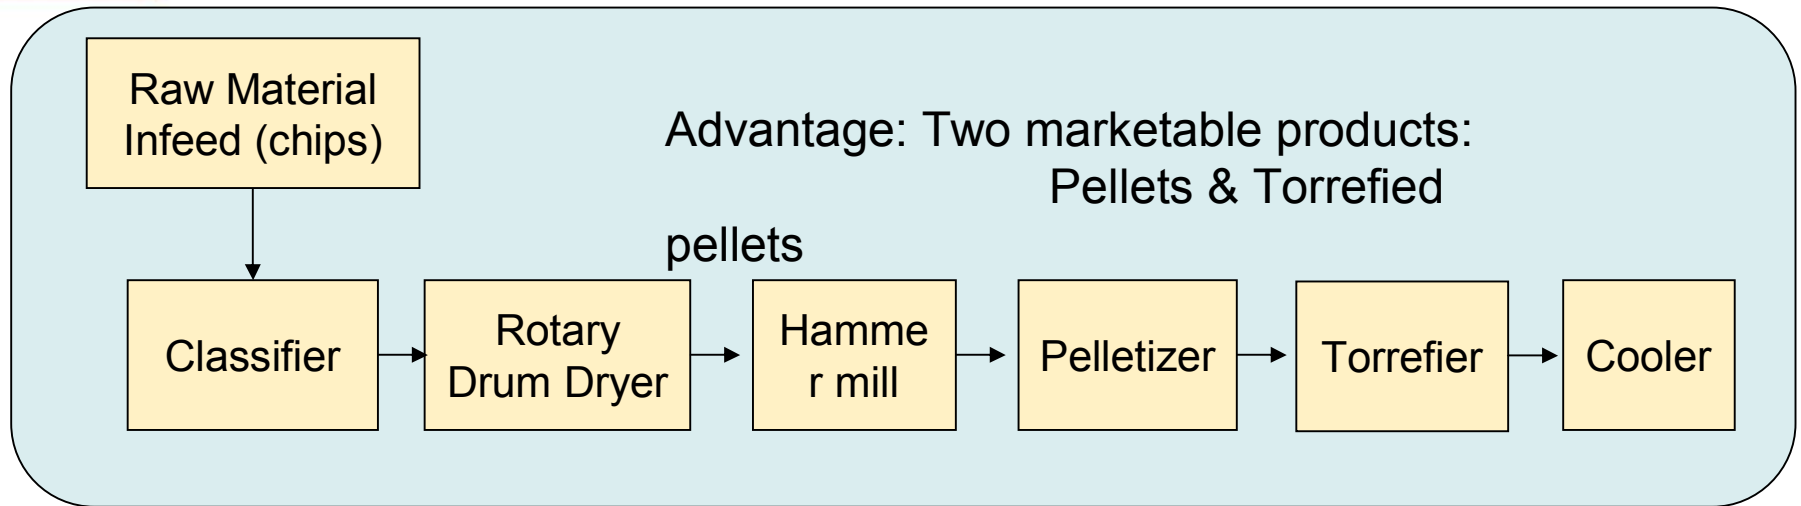 Raw Material
Infeed (chips)
Advantage: Two marketable products:
Pellets & Torrefied
pellets
Classifier
Rotary
Drum Dryer
Hamme
r mill
Pelletizer
Torrefier
Cooler